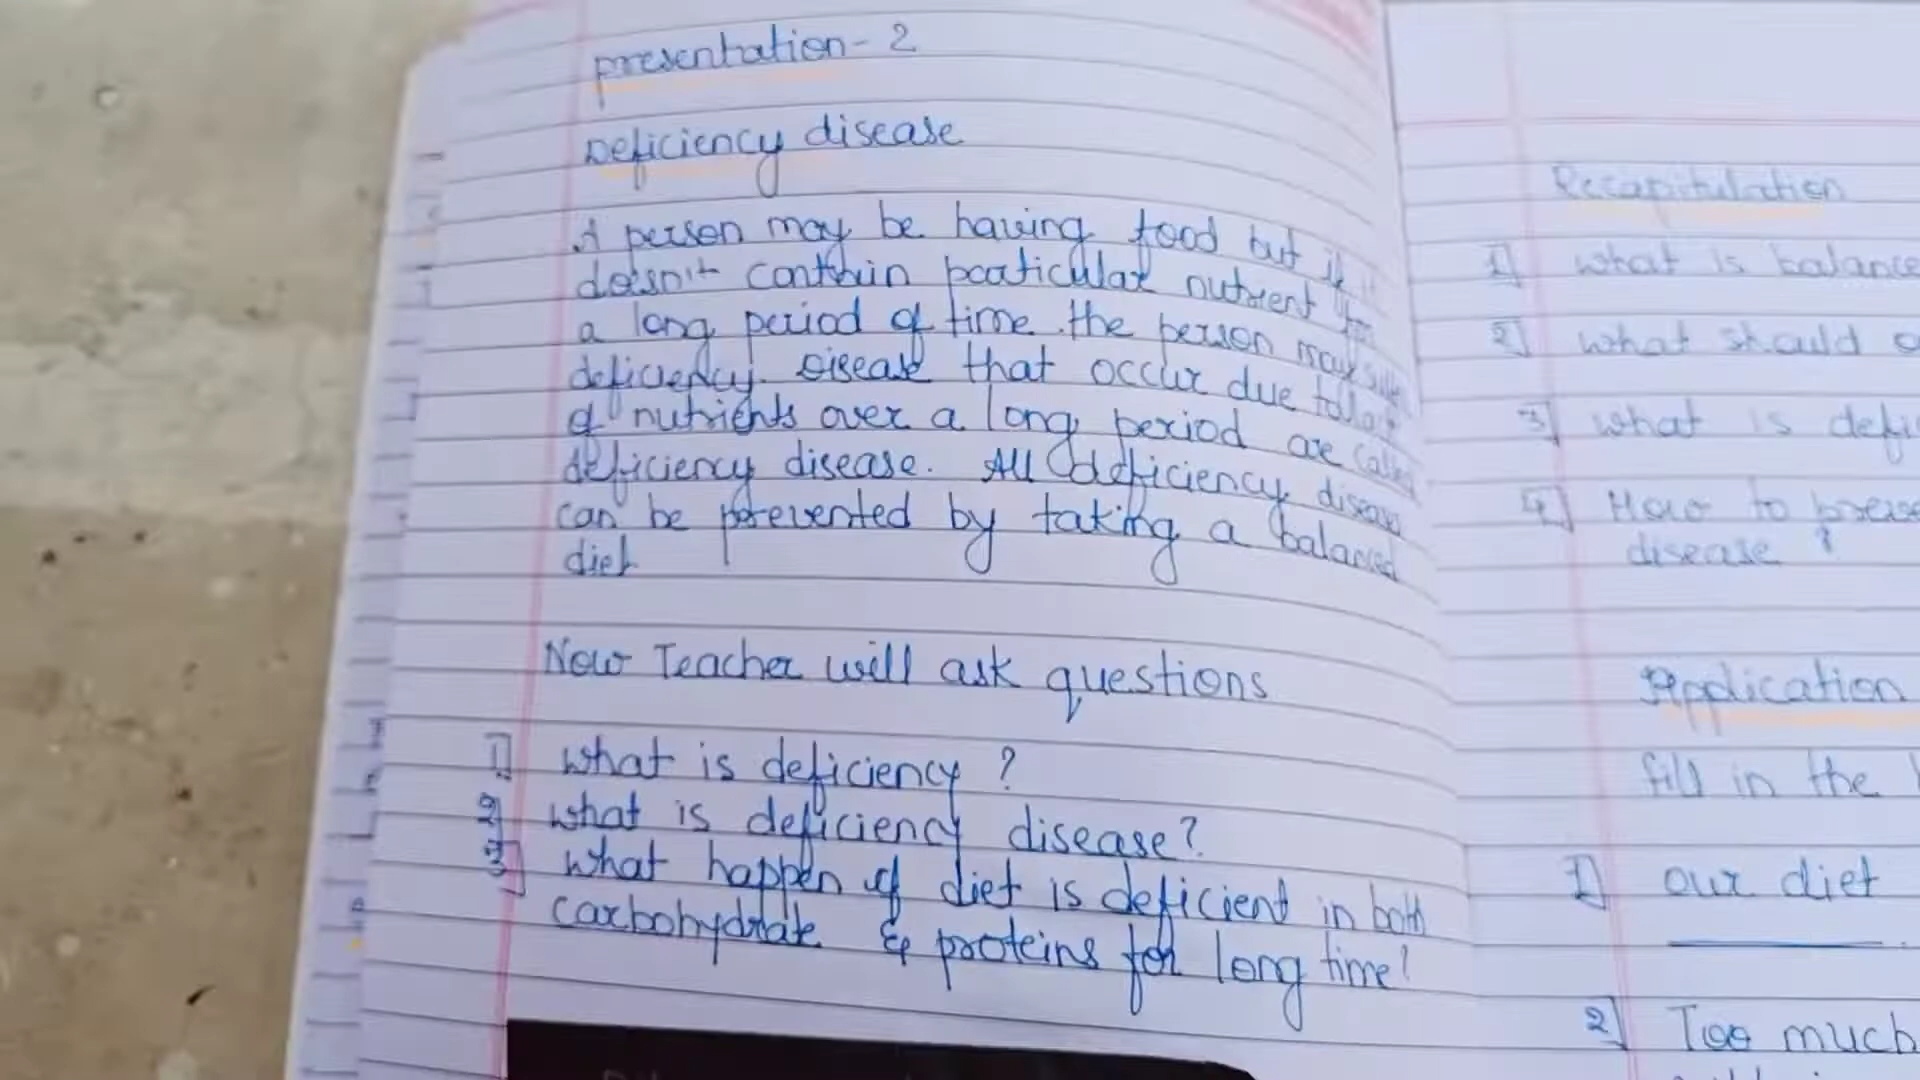 presentation- 2
Deficiency disease
A person may be having food but if it
doesn't contain particular nutrient for
a long period of time the person may suffer
deficiency. Disease that occur due to lack
of nutrients over a long period are called
deficiency disease. All deficiency disease
can be prevented by taking a balanced
diet
Now Teacher will ask questions
1] what is deficiency ?
2] what is deficiency disease?
3] what happen if diet is deficient in both
carbohydrate & proteins for long time?
Recapitulation
1] what is balance
2] what should
3] what is defi
4] How to
disease ?
Application
fill in the
1] our diet
2] Too much